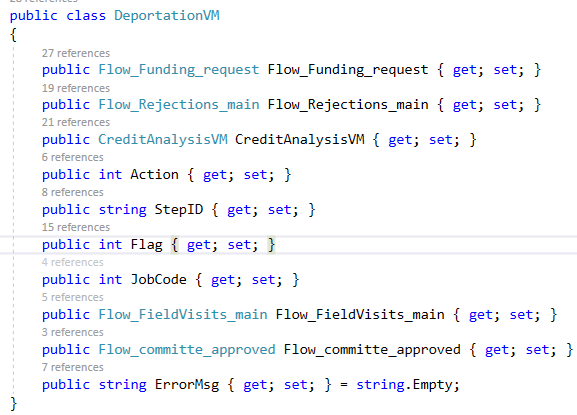 public class DeportationVM
{
27 references
public Flow_Funding_request Flow_Funding_request { get; set; }
19 references
public Flow_Rejections_main Flow_Rejections_main { get; set; }
21 references
public CreditAnalysisVM CreditAnalysisVM { get; set; }
6 references
public int Action { get; set; }
8 references
public string StepID { get; set; }
15 references
public int Flag { get; set; }
4 references
public int JobCode { get; set; }
5 references
public Flow_FieldVisits_main Flow_FieldVisits_main { get; set; }
3 references
public Flow_committe_approved Flow_committe_approved { get; set; }
7 references
public string ErrorMsg { get; set; } = string.Empty;
}